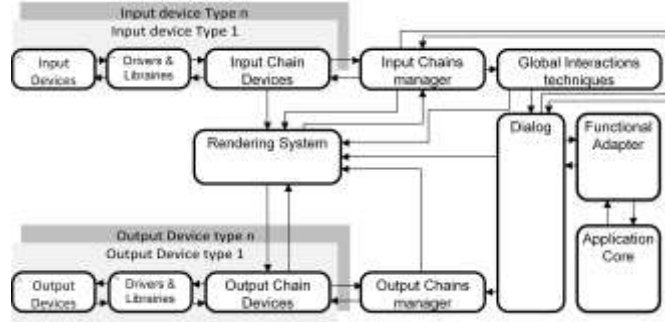 Input device Type n
Input device Type 1
Input
Devices
Drivers &
Librairies
Input Chain
Devices
Input Chains
manager
Global Interactions
techniques
Rendering System
Dialog
Functional
Adapter
Application
Core
Output Device type n
Output Device type 1
Output
Devices
Drivers &
Librairies
Output Chain
Devices
Output Chains
manager